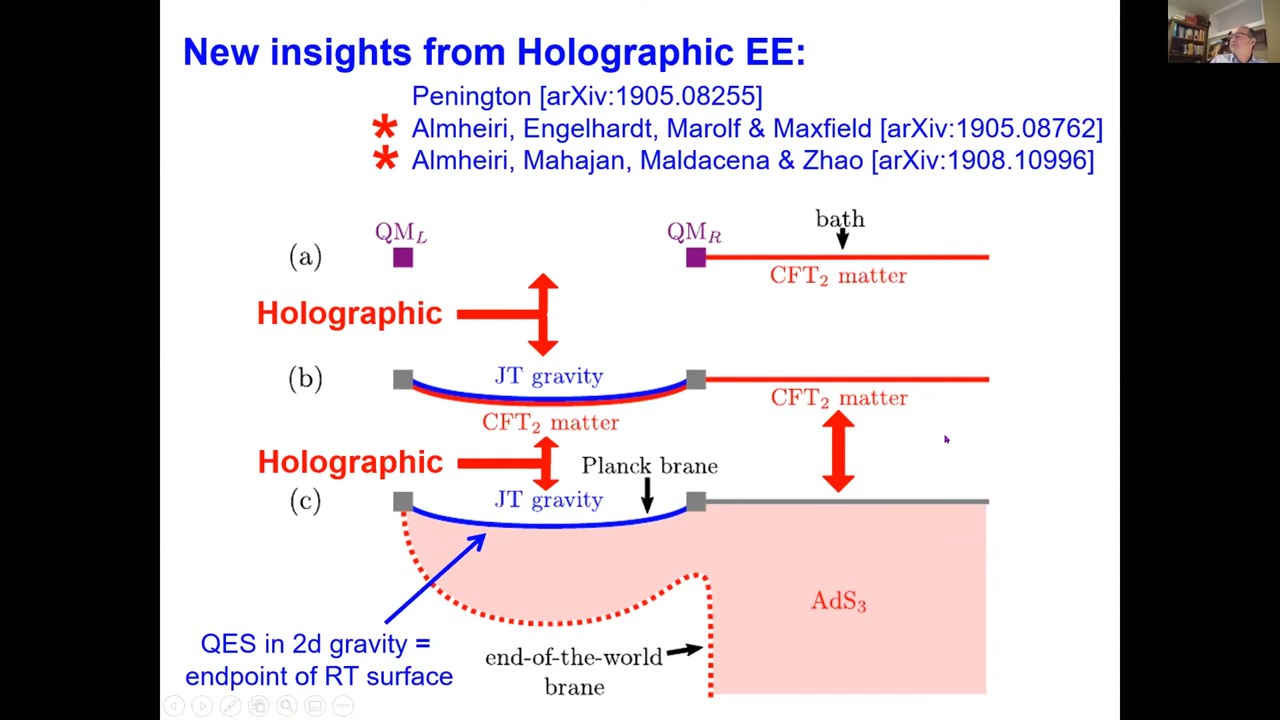 New insights from Holographic EE:
Penington [arXiv:1905.08255]
* Almheiri, Engelhardt, Marolf & Maxfield [arXiv:1905.08762]
* Almheiri, Mahajan, Maldacena & Zhao [arXiv:1908.10996]
QM_L QM_R bath
(a)
CFT₂ matter
Holographic
(b) JT gravity
CFT₂ matter CFT₂ matter
Holographic Planck brane
(c) JT gravity
AdS₃
QES in 2d gravity =
endpoint of RT surface
end-of-the-world
brane